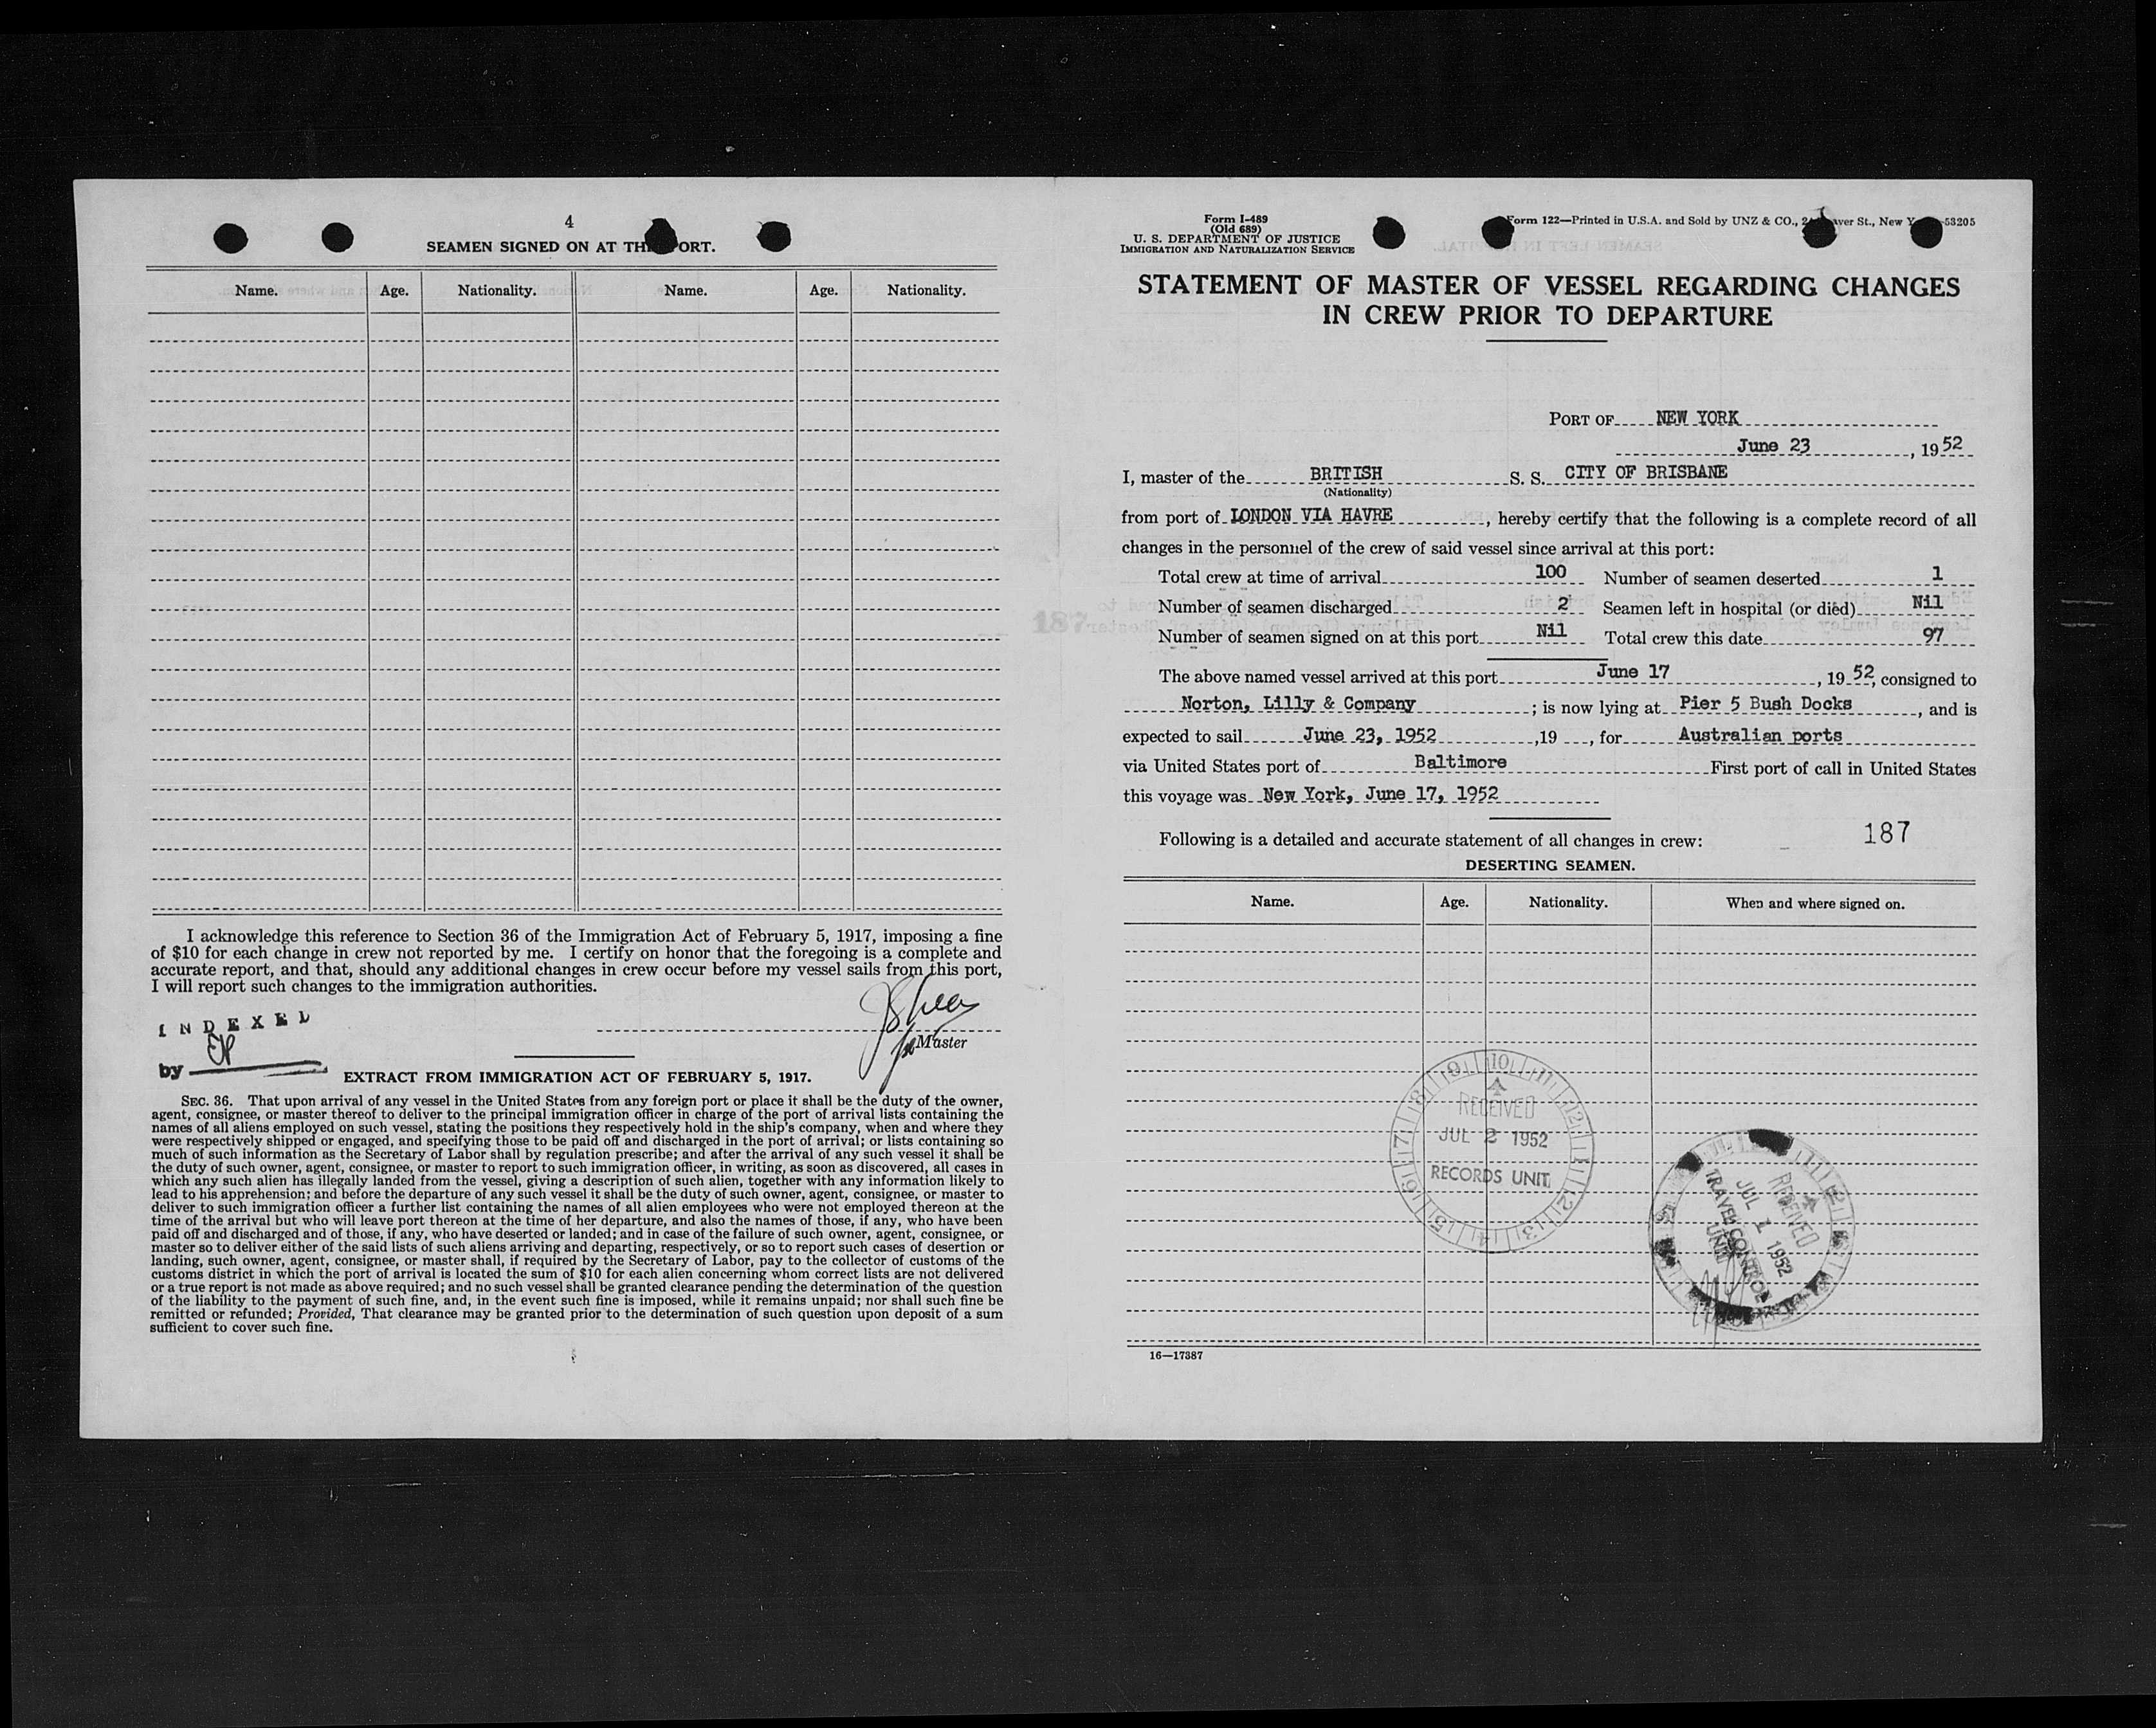 4
SEAMEN SIGNED ON AT TH ORT.
Name. Age. Nationality. Name. Age. Nationality.
I acknowledge this reference to Section 36 of the Immigration Act of February 5, 1917, imposing a fine
of $10 for each change in crew not reported by me. I certify on honor that the foregoing is a complete and
accurate report, and that, should any additional changes in crew occur before my vessel sails from this port,
I will report such changes to the immigration authorities.
INDEXED
Master
by
EXTRACT FROM IMMIGRATION ACT OF FEBRUARY 5, 1917.
SEC. 36. That upon arrival of any vessel in the United States from any foreign port or place it shall be the duty of the owner,
agent, consignee, or master thereof to deliver to the principal immigration officer in charge of the port of arrival lists containing the
names of all aliens employed on such vessel, stating the positions they respectively hold in the ship's company, when and where they
were respectively shipped or engaged, and specifying those to be paid off and discharged in the port of arrival; or lists containing so
much of such information as the Secretary of Labor shall by regulation prescribe; and after the arrival of any such vessel it shall be
the duty of such owner, agent, consignee, or master to report to such immigration officer, in writing, as soon as discovered, all cases in
which any such alien has illegally landed from the vessel, giving a description of such alien, together with any information likely to
lead to his apprehension; and before the departure of any such vessel it shall be the duty of such owner, agent, consignee, or master to
deliver to such immigration officer a further list containing the names of all alien employees who were not employed thereon at the
time of the arrival but who will leave port thereon at the time of her departure, and also the names of those, if any, who have been
paid off and discharged and of those, if any, who have deserted or landed; and in case of the failure of such owner, agent, consignee, or
master so to deliver either of the said lists of such aliens arriving and departing, respectively, or so to report such cases of desertion or
landing, such owner, agent, consignee, or master shall, if required by the Secretary of Labor, pay to the collector of customs of the
customs district in which the port of arrival is located the sum of $10 for each alien concerning whom correct lists are not delivered
or a true report is not made as above required; and no such vessel shall be granted clearance pending the determination of the question
of the liability to the payment of such fine, and, in the event such fine is imposed, while it remains unpaid; nor shall such fine be
remitted or refunded; Provided, That clearance may be granted prior to the determination of such question upon deposit of a sum
sufficient to cover such fine.
Form I-489
(Old 689)
U. S. DEPARTMENT OF JUSTICE
IMMIGRATION AND NATURALIZATION SERVICE
Form 122—Printed in U.S.A. and Sold by UNZ & CO., 2 ver St., New Y 53205
STATEMENT OF MASTER OF VESSEL REGARDING CHANGES
IN CREW PRIOR TO DEPARTURE
PORT OF NEW YORK
June 23, 1952
I, master of the BRITISH S. S. CITY OF BRISBANE
(Nationality)
from port of LONDON VIA HAVRE, hereby certify that the following is a complete record of all
changes in the personnel of the crew of said vessel since arrival at this port:
Total crew at time of arrival 100 Number of seamen deserted 1
Number of seamen discharged 2 Seamen left in hospital (or died) Nil
Number of seamen signed on at this port Nil Total crew this date 97
The above named vessel arrived at this port June 17, 1952, consigned to
Norton, Lilly & Company; is now lying at Pier 5 Bush Docks, and is
expected to sail June 23, 1952, 19 , for Australian ports
via United States port of Baltimore First port of call in United States
this voyage was New York, June 17, 1952
Following is a detailed and accurate statement of all changes in crew: 187
DESERTING SEAMEN.
Name. Age. Nationality. When and where signed on.
RECEIVED
JUL 2 1952
RECORDS UNIT
RECEIVED
JUL 1 1952
TRAVEL CONTROL
UNIT
16—17387